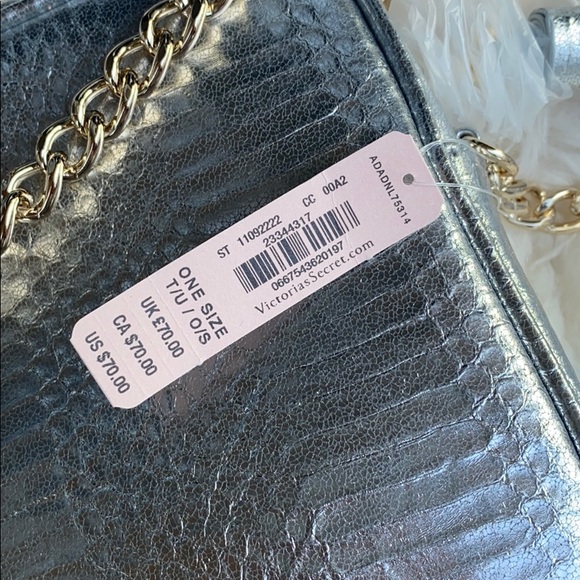 ADADNL75314
ST 11092222 CC 00A2
23344317
0667543620197
VictoriasSecret.com
ONE SIZE
T/U / O/S
UK £70.00
CA $70.00
US $70.00